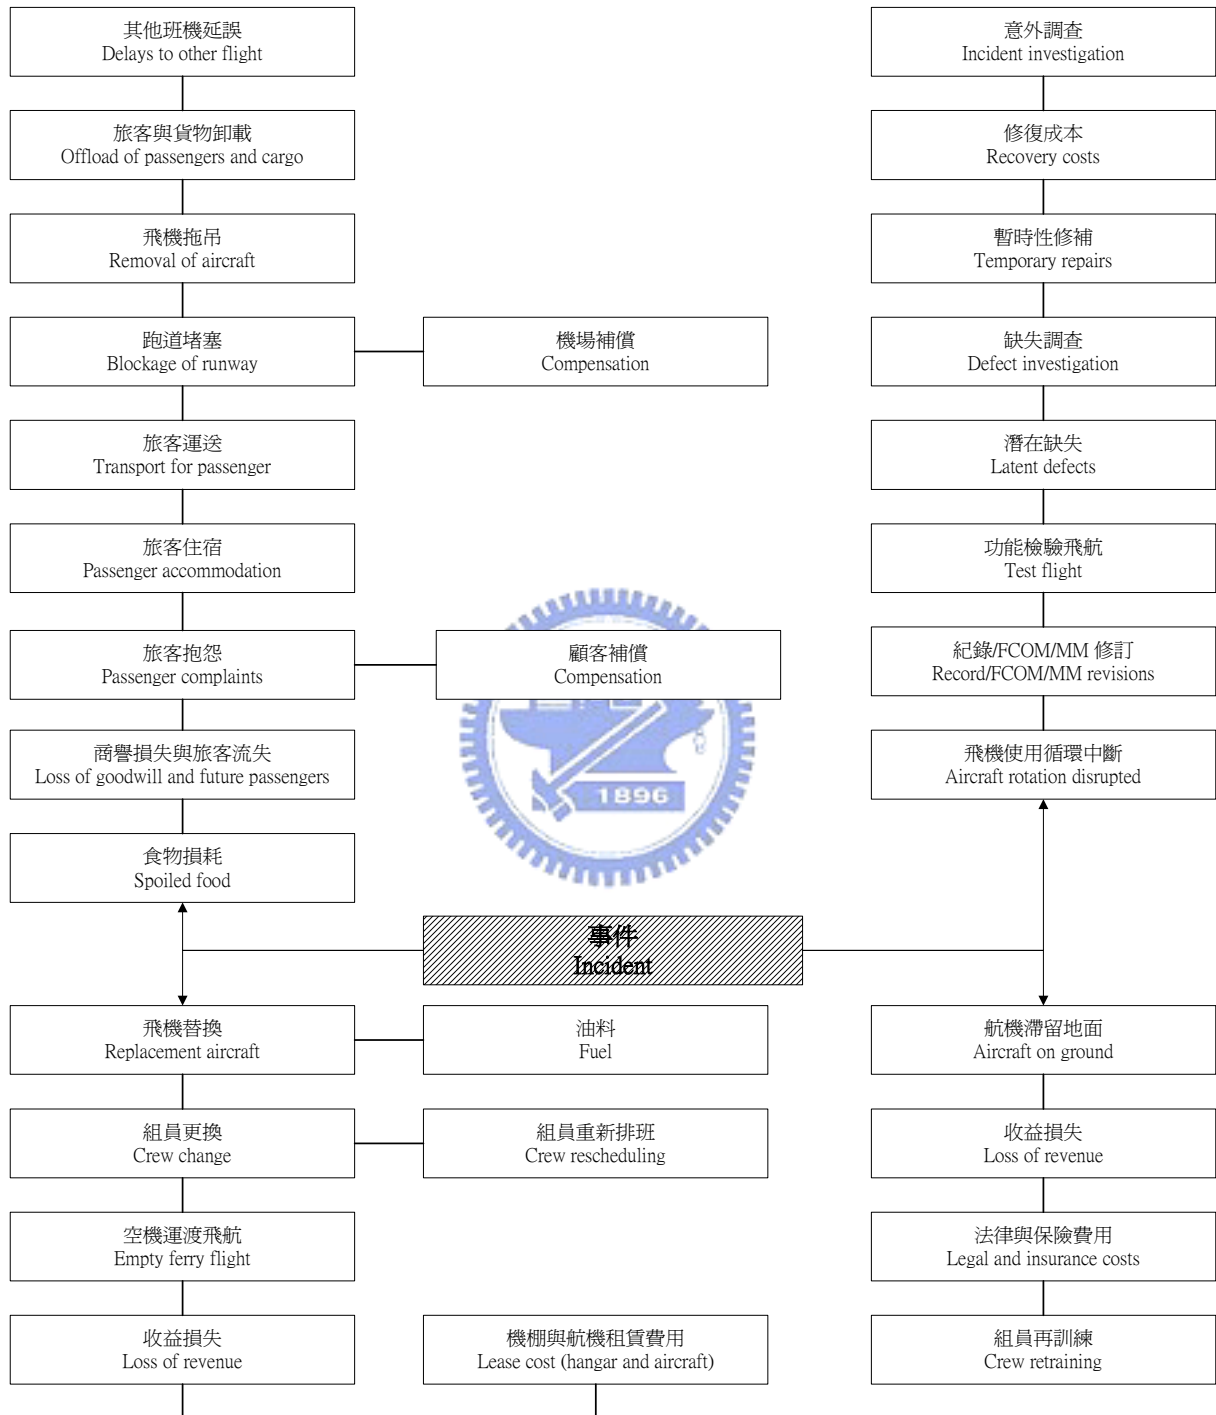 其他班機延誤
Delays to other flight
意外調查
Incident investigation
旅客與貨物卸載
Offload of passengers and cargo
修復成本
Recovery costs
飛機拖吊
Removal of aircraft
暫時性修補
Temporary repairs
跑道堵塞
Blockage of runway
機場補償
Compensation
缺失調查
Defect investigation
旅客運送
Transport for passenger
潛在缺失
Latent defects
旅客住宿
Passenger accommodation
功能檢驗飛航
Test flight
旅客抱怨
Passenger complaints
顧客補償
Compensation
紀錄/FCOM/MM 修訂
Record/FCOM/MM revisions
商譽損失與旅客流失
Loss of goodwill and future passengers
飛機使用循環中斷
Aircraft rotation disrupted
1896
食物損耗
Spoiled food
事件
Incident
飛機替換
Replacement aircraft
油料
Fuel
航機滯留地面
Aircraft on ground
組員更換
Crew change
組員重新排班
Crew rescheduling
收益損失
Loss of revenue
空機運渡飛航
Empty ferry flight
法律與保險費用
Legal and insurance costs
收益損失
Loss of revenue
機棚與航機租賃費用
Lease cost (hangar and aircraft)
組員再訓練
Crew retraining